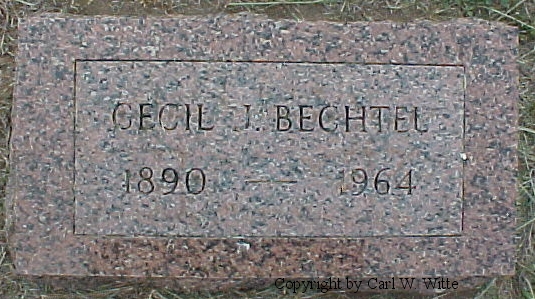 CECIL J. BECHTEL
1890 — 1964
Copyright by Carl W. Witte